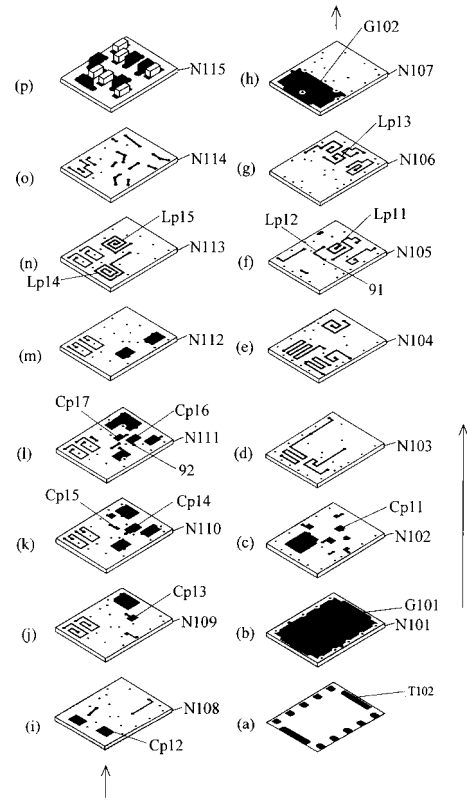 (p)
N115
(h)
G102
N107
(o)
N114
(g)
Lp13
N106
(n)
Lp15
N113
Lp14
(f)
Lp12
Lp11
N105
91
(m)
N112
(e)
N104
(l)
Cp17
Cp16
N111
92
(d)
N103
(k)
Cp15
Cp14
N110
(c)
Cp11
N102
(j)
Cp13
N109
(b)
G101
N101
(i)
N108
Cp12
(a)
T102